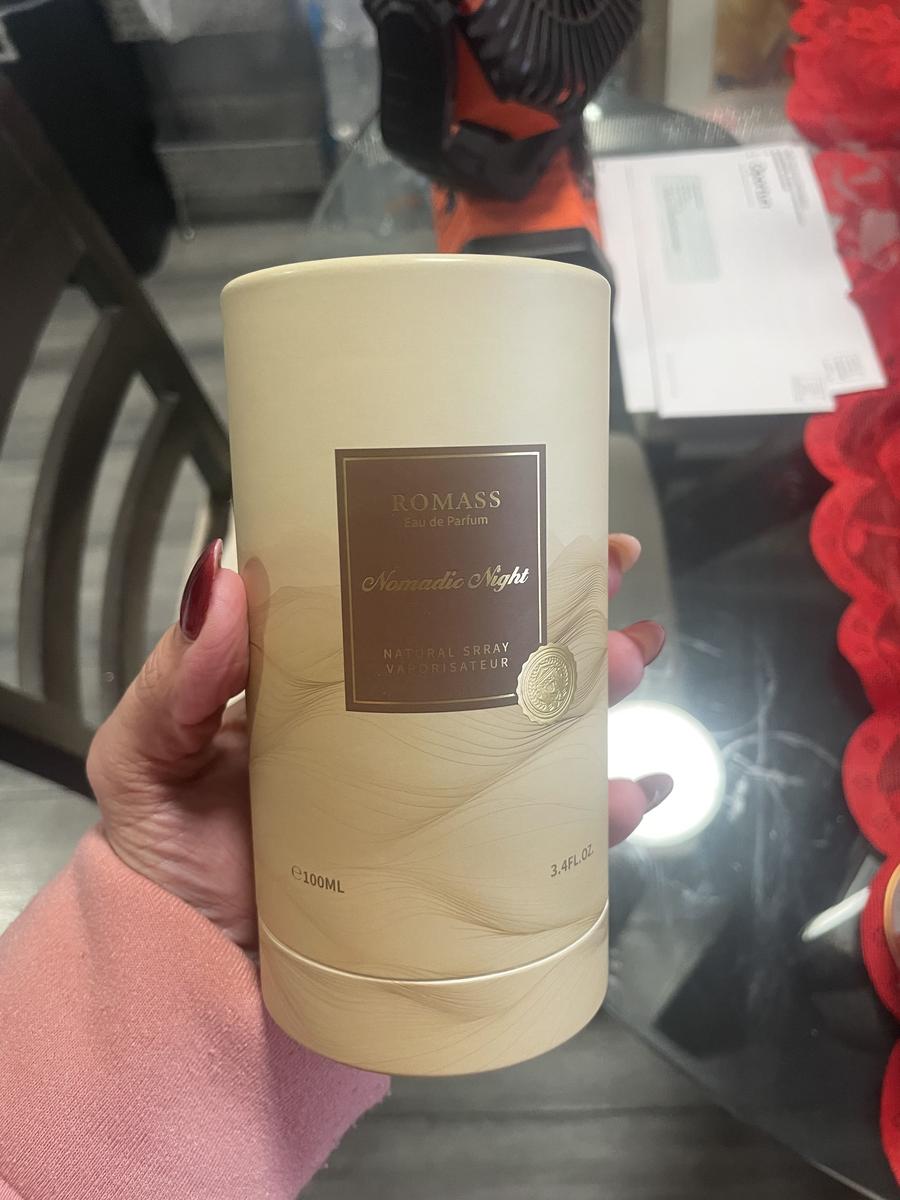 ROMASS
Eau de Parfum
Nomadic Night
NATURAL SRRAY
VAPORISATEUR
℮100ML
3.4FL.OZ.